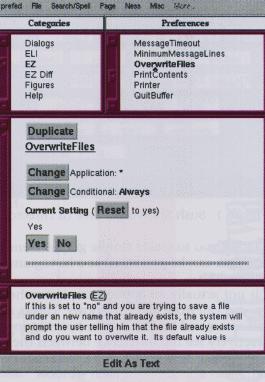 prefed File Search/Spell Page Ness Misc More..
Categories
Preferences
Dialogs
ELI
EZ
EZ Diff
Figures
Help
MessageTimeout
MinimumMessageLines
OverwriteFiles
PrintContents
Printer
QuitBuffer
Duplicate
OverwriteFiles
Change Application: *
Change Conditional: Always
Current Setting ( Reset to yes)
Yes
Yes No
OverwriteFiles (EZ)
If this is set to "no" and you are trying to save a file
under an new name that already exists, the system will
prompt the user telling him that the file already exists
and do you want to overwite it. Its default value is
Edit As Text